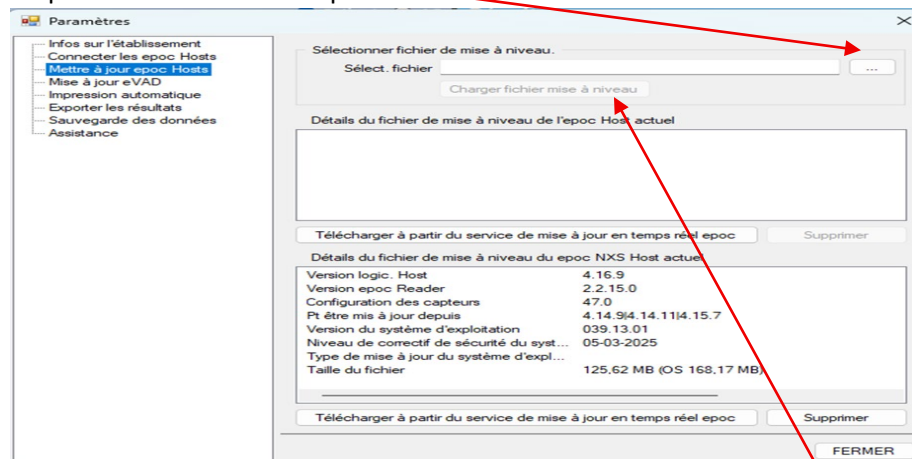 Paramètres
Infos sur l'établissement
Connecter les epoc Hosts
Mettre à jour epoc Hosts
Mise à jour eVAD
Impression automatique
Exporter les résultats
Sauvegarde des données
Assistance
Sélectionner fichier de mise à niveau.
Sélect. fichier
...
Charger fichier mise à niveau
Détails du fichier de mise à niveau de l'epoc Host actuel
Télécharger à partir du service de mise à jour en temps réel epoc Supprimer
Détails du fichier de mise à niveau du epoc NXS Host actuel
Version logic. Host 4.16.9
Version epoc Reader 2.2.15.0
Configuration des capteurs 47.0
Pt être mis à jour depuis 4.14.9|4.14.11|4.15.7
Version du système d'exploitation 039.13.01
Niveau de correctif de sécurité du syst... 05-03-2025
Type de mise à jour du système d'expl...
Taille du fichier 125,62 MB (OS 168,17 MB)
Télécharger à partir du service de mise à jour en temps réel epoc Supprimer
FERMER